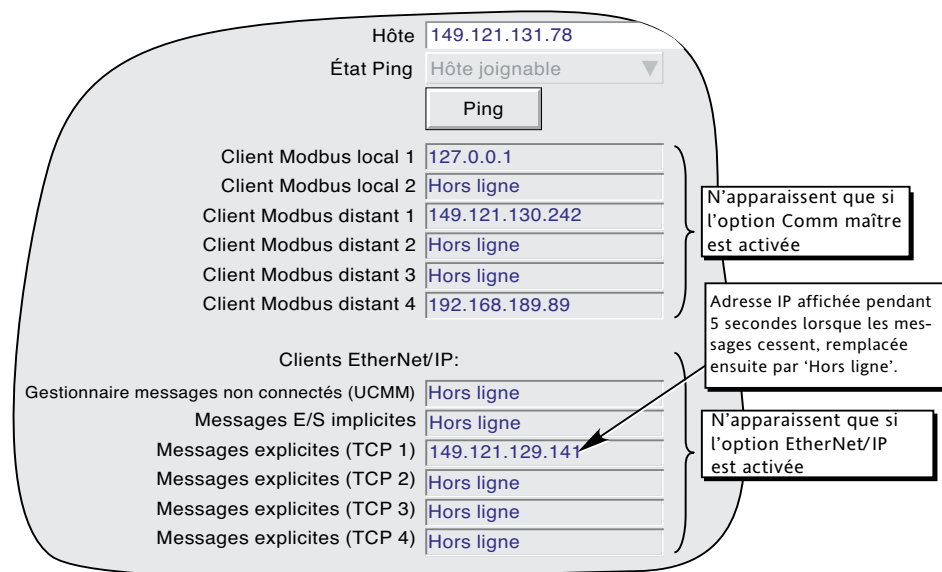 Hôte 149.121.131.78
État Ping Hôte joignable
Ping
Client Modbus local 1 127.0.0.1
Client Modbus local 2 Hors ligne
Client Modbus distant 1 149.121.130.242
Client Modbus distant 2 Hors ligne
Client Modbus distant 3 Hors ligne
Client Modbus distant 4 192.168.189.89
N'apparaissent que si
l'option Comm maître
est activée
Adresse IP affichée pendant
5 secondes lorsque les mes-
sages cessent, remplacée
ensuite par 'Hors ligne'.
Clients EtherNet/IP:
Gestionnaire messages non connectés (UCMM) Hors ligne
Messages E/S implicites Hors ligne
Messages explicites (TCP 1) 149.121.129.141
Messages explicites (TCP 2) Hors ligne
Messages explicites (TCP 3) Hors ligne
Messages explicites (TCP 4) Hors ligne
N'apparaissent que si
l'option EtherNet/IP
est activée